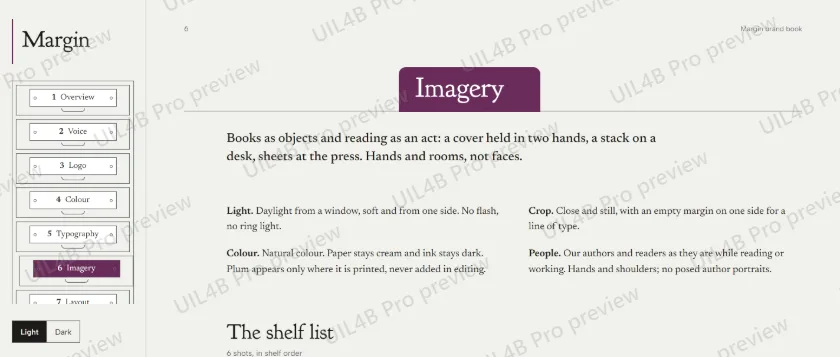 Margin
1 Overview
2 Voice
3 Logo
4 Colour
5 Typography
6 Imagery
7 Layout
Light Dark
6
Margin brand book
Imagery
Books as objects and reading as an act: a cover held in two hands, a stack on a
desk, sheets at the press. Hands and rooms, not faces.
Light. Daylight from a window, soft and from one side. No flash,
no ring light.
Colour. Natural colour. Paper stays cream and ink stays dark.
Plum appears only where it is printed, never added in editing.
Crop. Close and still, with an empty margin on one side for a
line of type.
People. Our authors and readers as they are while reading or
working. Hands and shoulders; no posed author portraits.
The shelf list
6 shots, in shelf order
UIL4B Pro preview